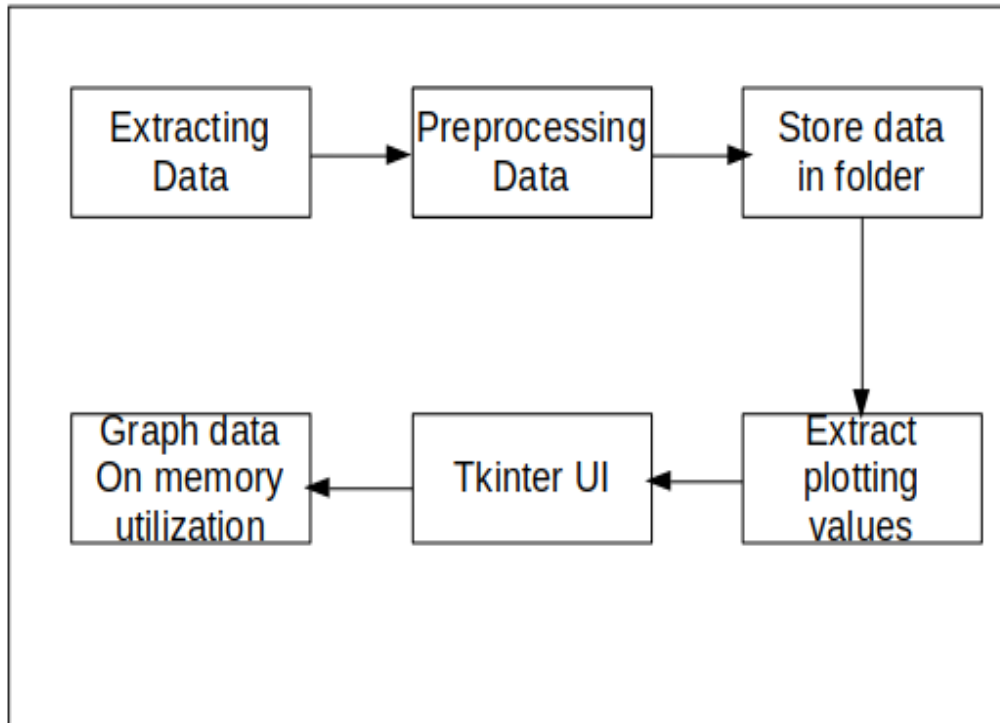 Extracting
Data
Preprocessing
Data
Store data
in folder
Extract
plotting
values
Tkinter UI
Graph data
On memory
utilization